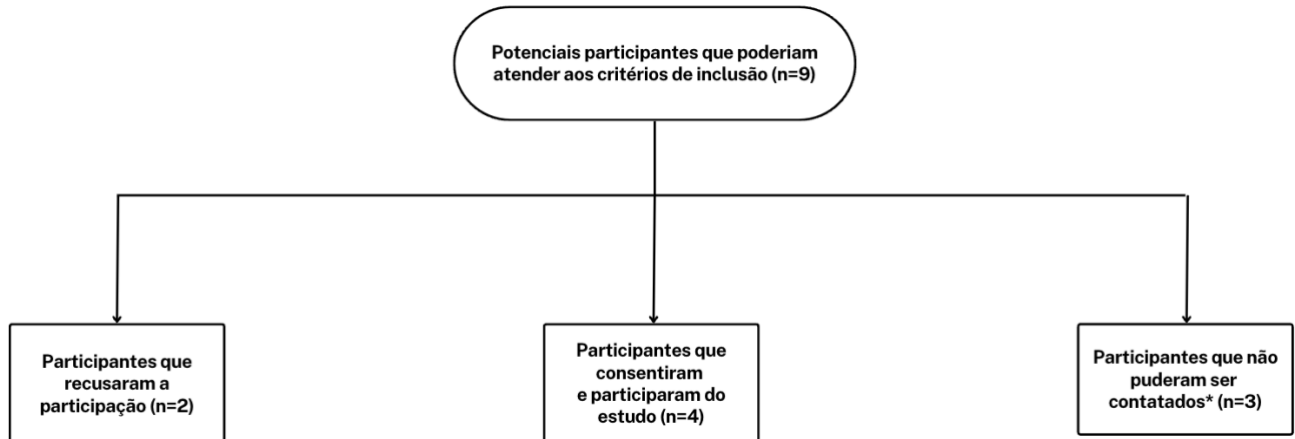 Potenciais participantes que poderiam
atender aos critérios de inclusão (n=9)
Participantes que
recusaram a
participação (n=2)
Participantes que
consentiram
e participaram do
estudo (n=4)
Participantes que não
puderam ser
contatados* (n=3)